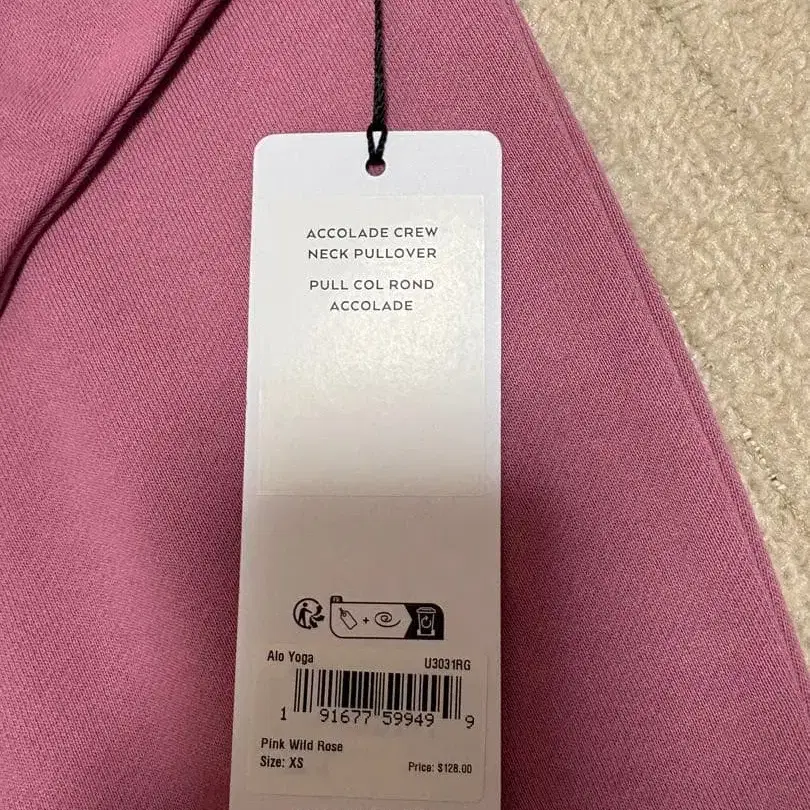 ACCOLADE CREW
NECK PULLOVER
PULL COL ROND
ACCOLADE
FR
+
Alo Yoga U3031RG
1 91677 59949 9
Pink Wild Rose
Size: XS Price: $128.00